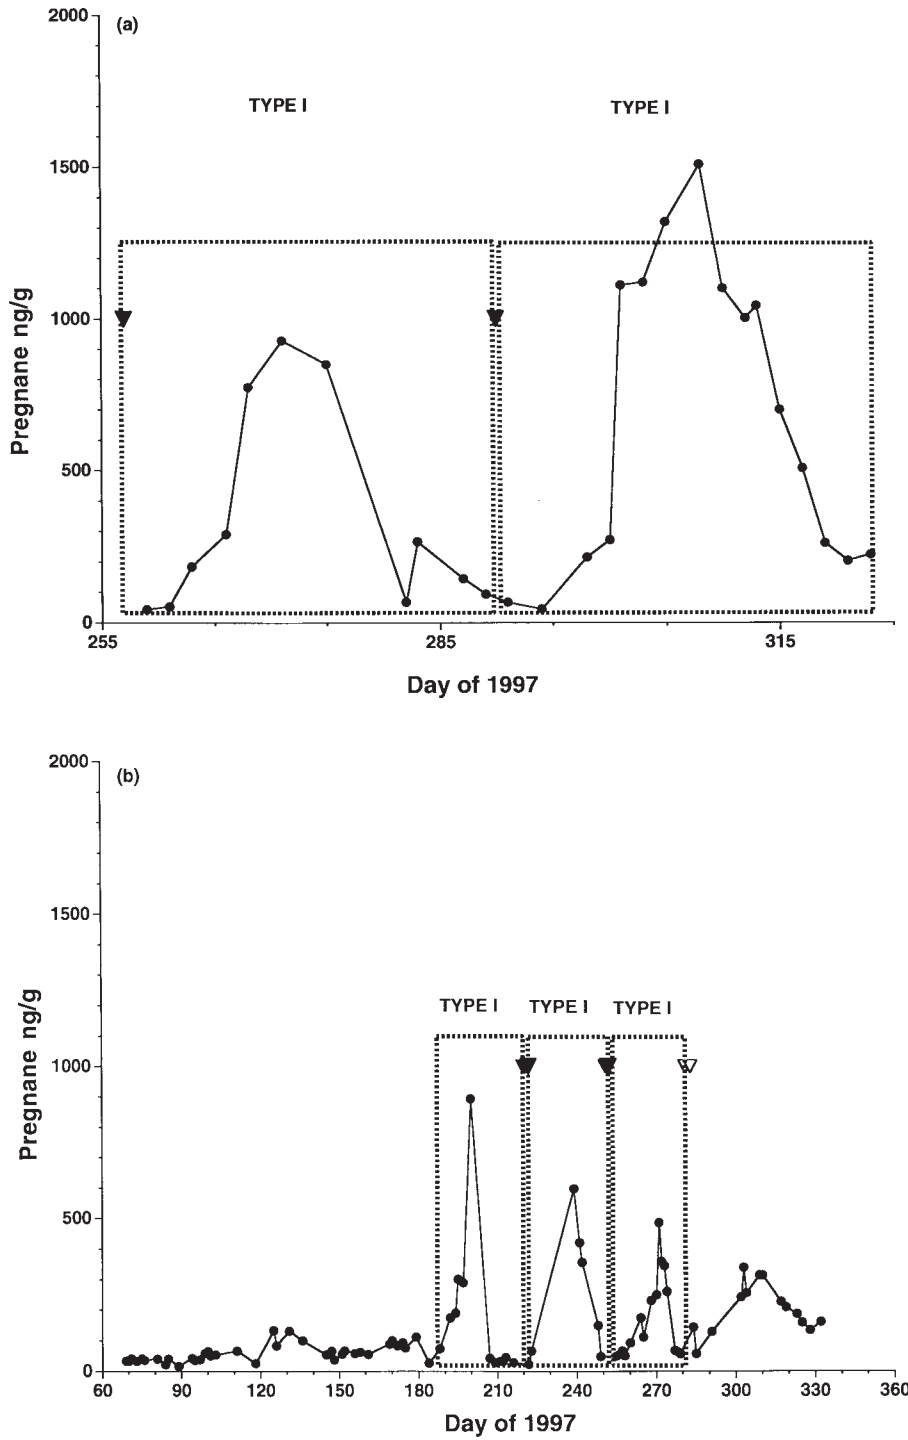 (a)
2000
TYPE I TYPE I
1500
1000
500
0
Pregnane ng/g
255 285 315
Day of 1997
(b)
2000
1500
TYPE I TYPE I TYPE I
1000
500
0
Pregnane ng/g
60 90 120 150 180 210 240 270 300 330 360
Day of 1997